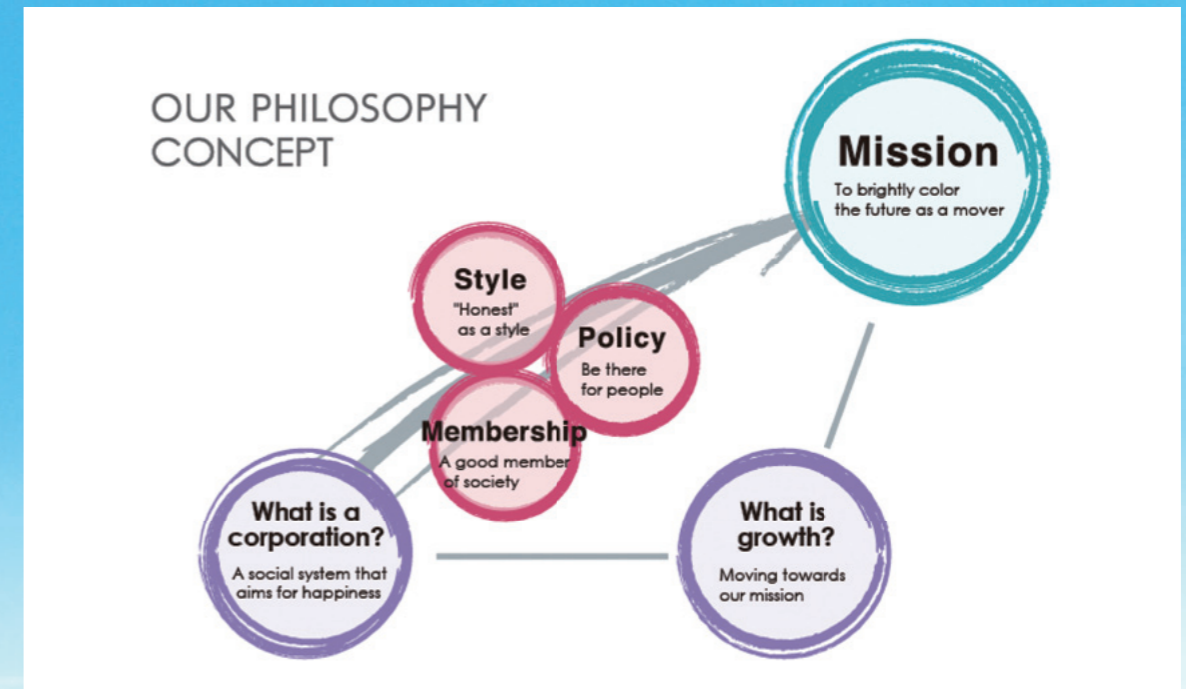 OUR PHILOSOPHY
CONCEPT
Mission
To brightly color
the future as a mover
Style
"Honest"
as a style
Policy
Be there
for people
Membership
A good member
of society
What is a
corporation?
A social system that
aims for happiness
What is
growth?
Moving towards
our mission